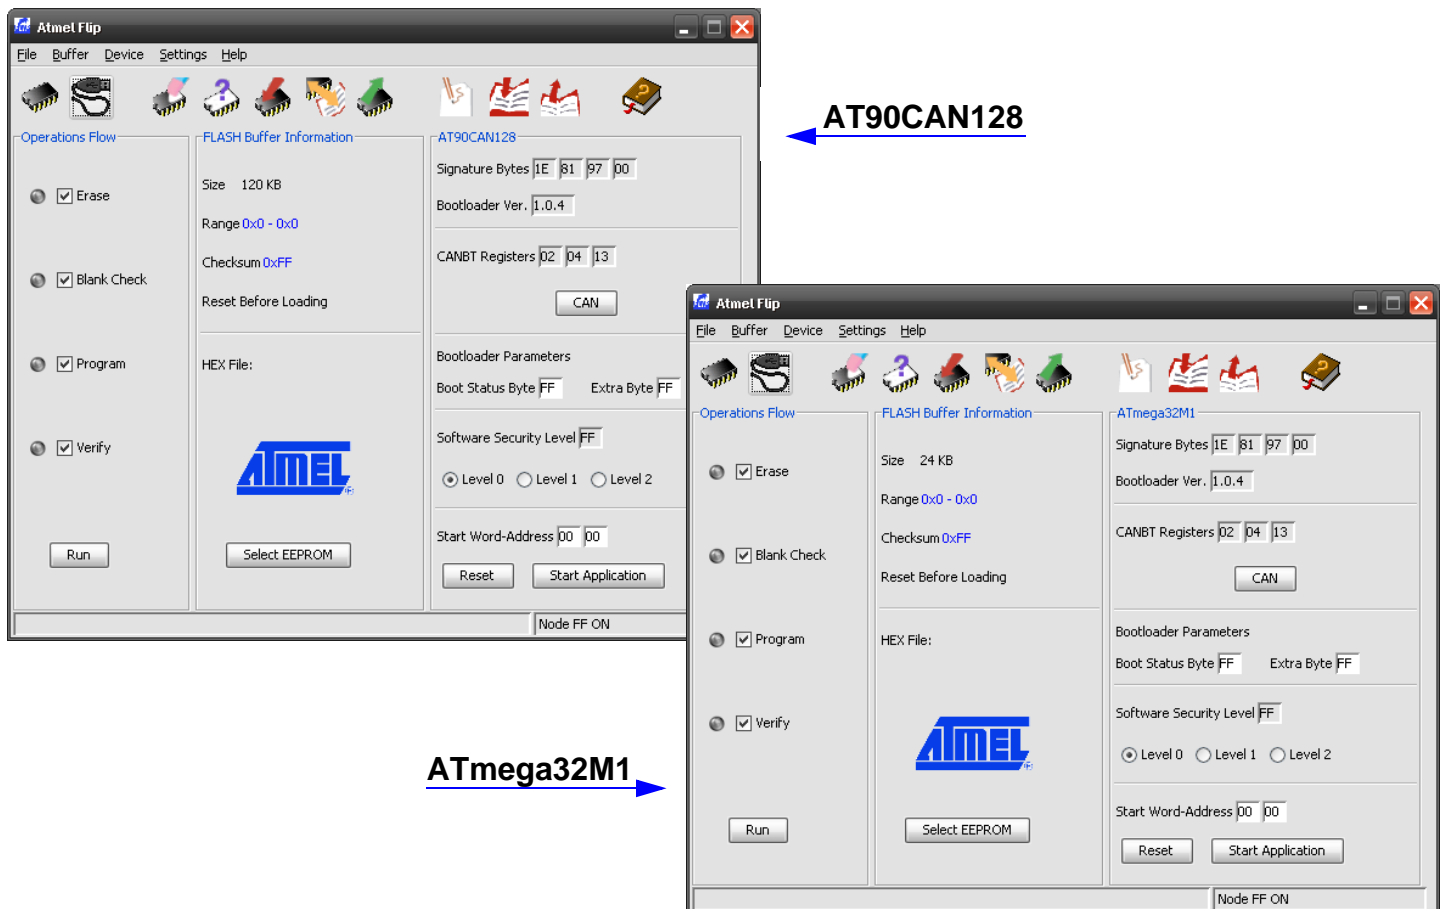 Atmel Flip
File Buffer Device Settings Help
Operations Flow
Erase
Blank Check
Program
Verify
Run
FLASH Buffer Information
Size 120 KB
Range 0x0 - 0x0
Checksum 0xFF
Reset Before Loading
HEX File:
ATMEL
Select EEPROM
AT90CAN128
Signature Bytes 1E 81 97 00
Bootloader Ver. 1.0.4
CANBT Registers 02 04 13
CAN
Bootloader Parameters
Boot Status Byte FF Extra Byte FF
Software Security Level FF
Level 0 Level 1 Level 2
Start Word-Address 00 00
Reset Start Application
Node FF ON
AT90CAN128
ATmega32M1
Atmel Flip
File Buffer Device Settings Help
Operations Flow
Erase
Blank Check
Program
Verify
Run
FLASH Buffer Information
Size 24 KB
Range 0x0 - 0x0
Checksum 0xFF
Reset Before Loading
HEX File:
ATMEL
Select EEPROM
ATmega32M1
Signature Bytes 1E 81 97 00
Bootloader Ver. 1.0.4
CANBT Registers 02 04 13
CAN
Bootloader Parameters
Boot Status Byte FF Extra Byte FF
Software Security Level FF
Level 0 Level 1 Level 2
Start Word-Address 00 00
Reset Start Application
Node FF ON